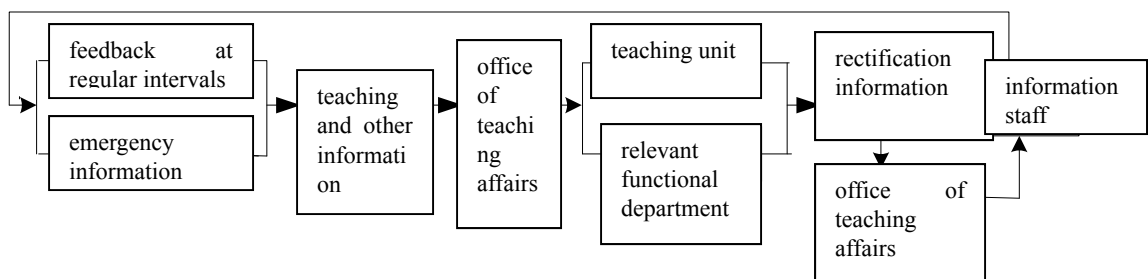 feedback at
regular intervals
emergency
information
teaching
and other
informati
on
office
of
teachi
ng
affairs
teaching unit
relevant
functional
department
rectification
information
information
staff
office of
teaching
affairs